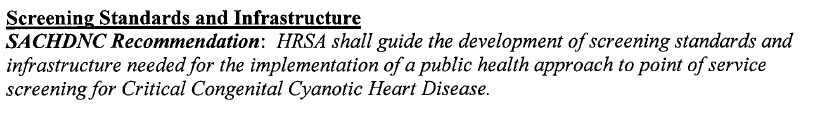 Screening Standards and Infrastructure
SACHDNC Recommendation: HRSA shall guide the development of screening standards and
infrastructure needed for the implementation of a public health approach to point of service
screening for Critical Congenital Cyanotic Heart Disease.